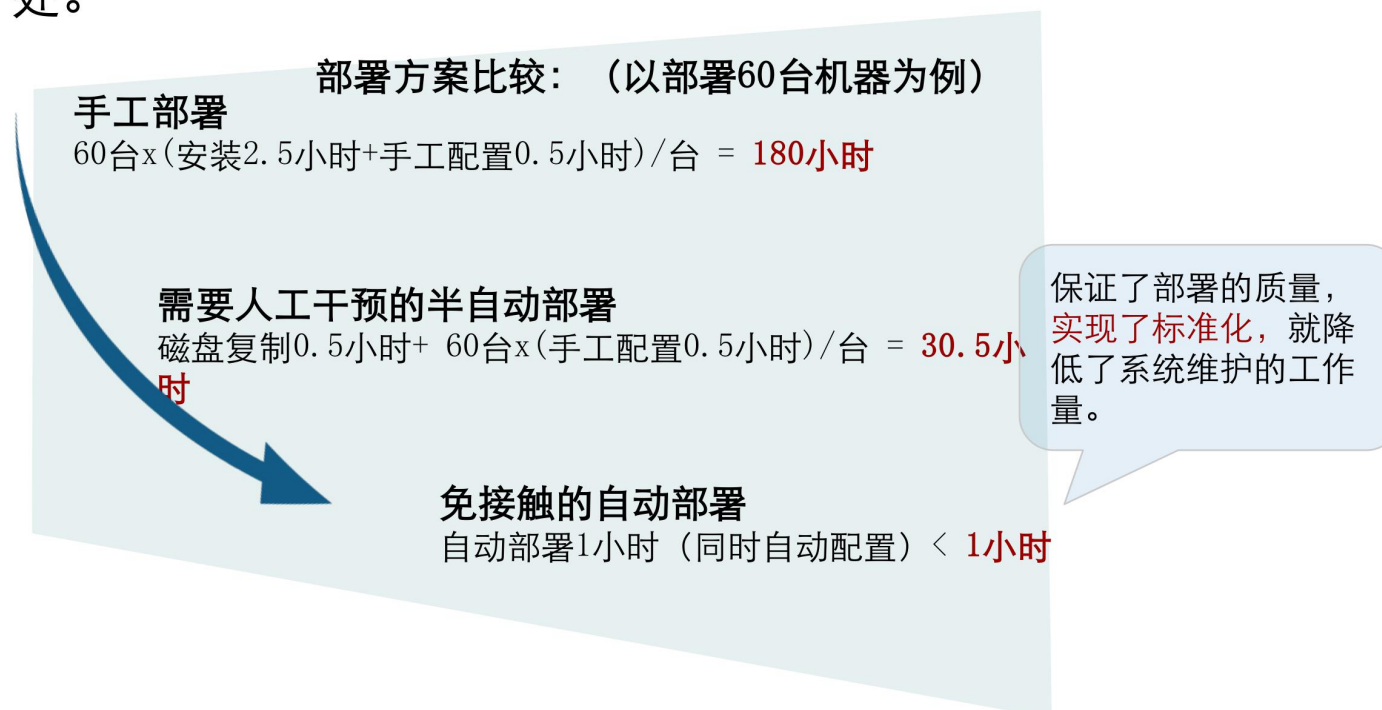 处。
部署方案比较：（以部署60台机器为例）
手工部署
60台x(安装2.5小时+手工配置0.5小时)/台 = 180小时
需要人工干预的半自动部署
磁盘复制0.5小时+ 60台x(手工配置0.5小时)/台 = 30.5小
时
免接触的自动部署
自动部署1小时（同时自动配置）< 1小时
保证了部署的质量，
实现了标准化，就降
低了系统维护的工作
量。